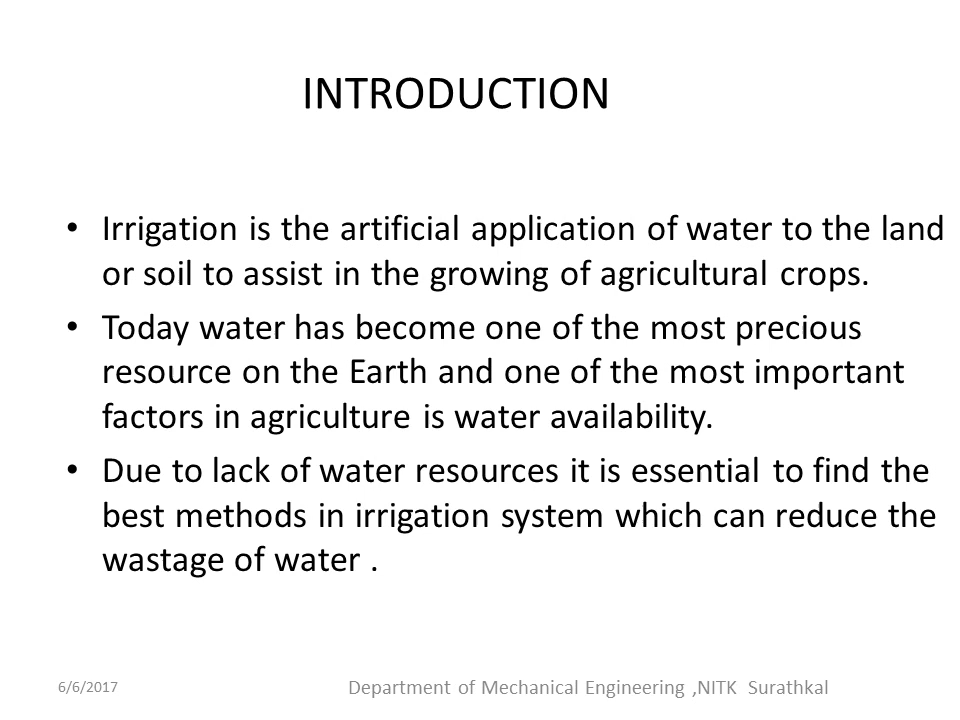 INTRODUCTION
• Irrigation is the artificial application of water to the land
or soil to assist in the growing of agricultural crops.
• Today water has become one of the most precious
resource on the Earth and one of the most important
factors in agriculture is water availability.
• Due to lack of water resources it is essential to find the
best methods in irrigation system which can reduce the
wastage of water .
6/6/2017 Department of Mechanical Engineering ,NITK Surathkal